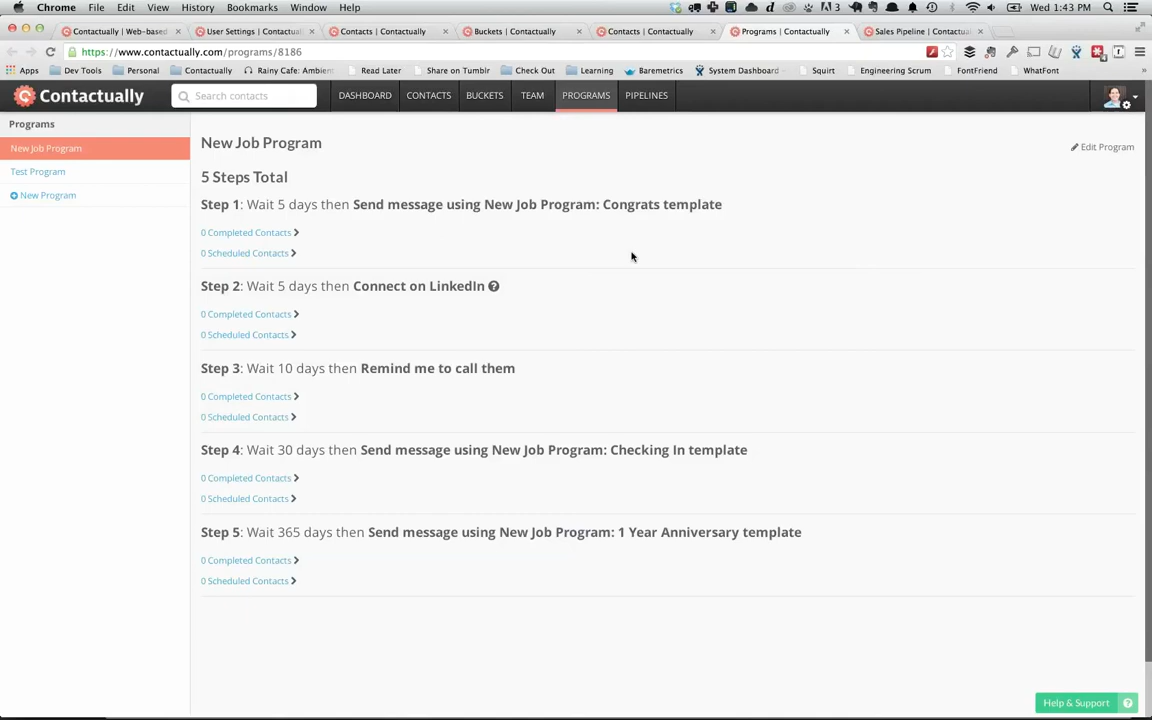 Chrome File Edit View History Bookmarks Window Help
3 Wed 1:43 PM
Contactually | Web-based
User Settings | Contactual
Contacts | Contactually
Buckets | Contactually
Contacts | Contactually
Programs | Contactually
Sales Pipeline | Contactua
https://www.contactually.com/programs/8186
Apps Dev Tools Personal Contactually Rainy Cafe: Ambien Read Later Share on Tumblr Check Out Learning Baremetrics System Dashboard Squirt Engineering Scrum FontFriend WhatFont
Contactually
Search contacts
DASHBOARD CONTACTS BUCKETS TEAM PROGRAMS PIPELINES
Programs
New Job Program
Test Program
New Program
New Job Program
Edit Program
5 Steps Total
Step 1: Wait 5 days then Send message using New Job Program: Congrats template
0 Completed Contacts
0 Scheduled Contacts
Step 2: Wait 5 days then Connect on LinkedIn ?
0 Completed Contacts
0 Scheduled Contacts
Step 3: Wait 10 days then Remind me to call them
0 Completed Contacts
0 Scheduled Contacts
Step 4: Wait 30 days then Send message using New Job Program: Checking In template
0 Completed Contacts
0 Scheduled Contacts
Step 5: Wait 365 days then Send message using New Job Program: 1 Year Anniversary template
0 Completed Contacts
0 Scheduled Contacts
Help & Support ?